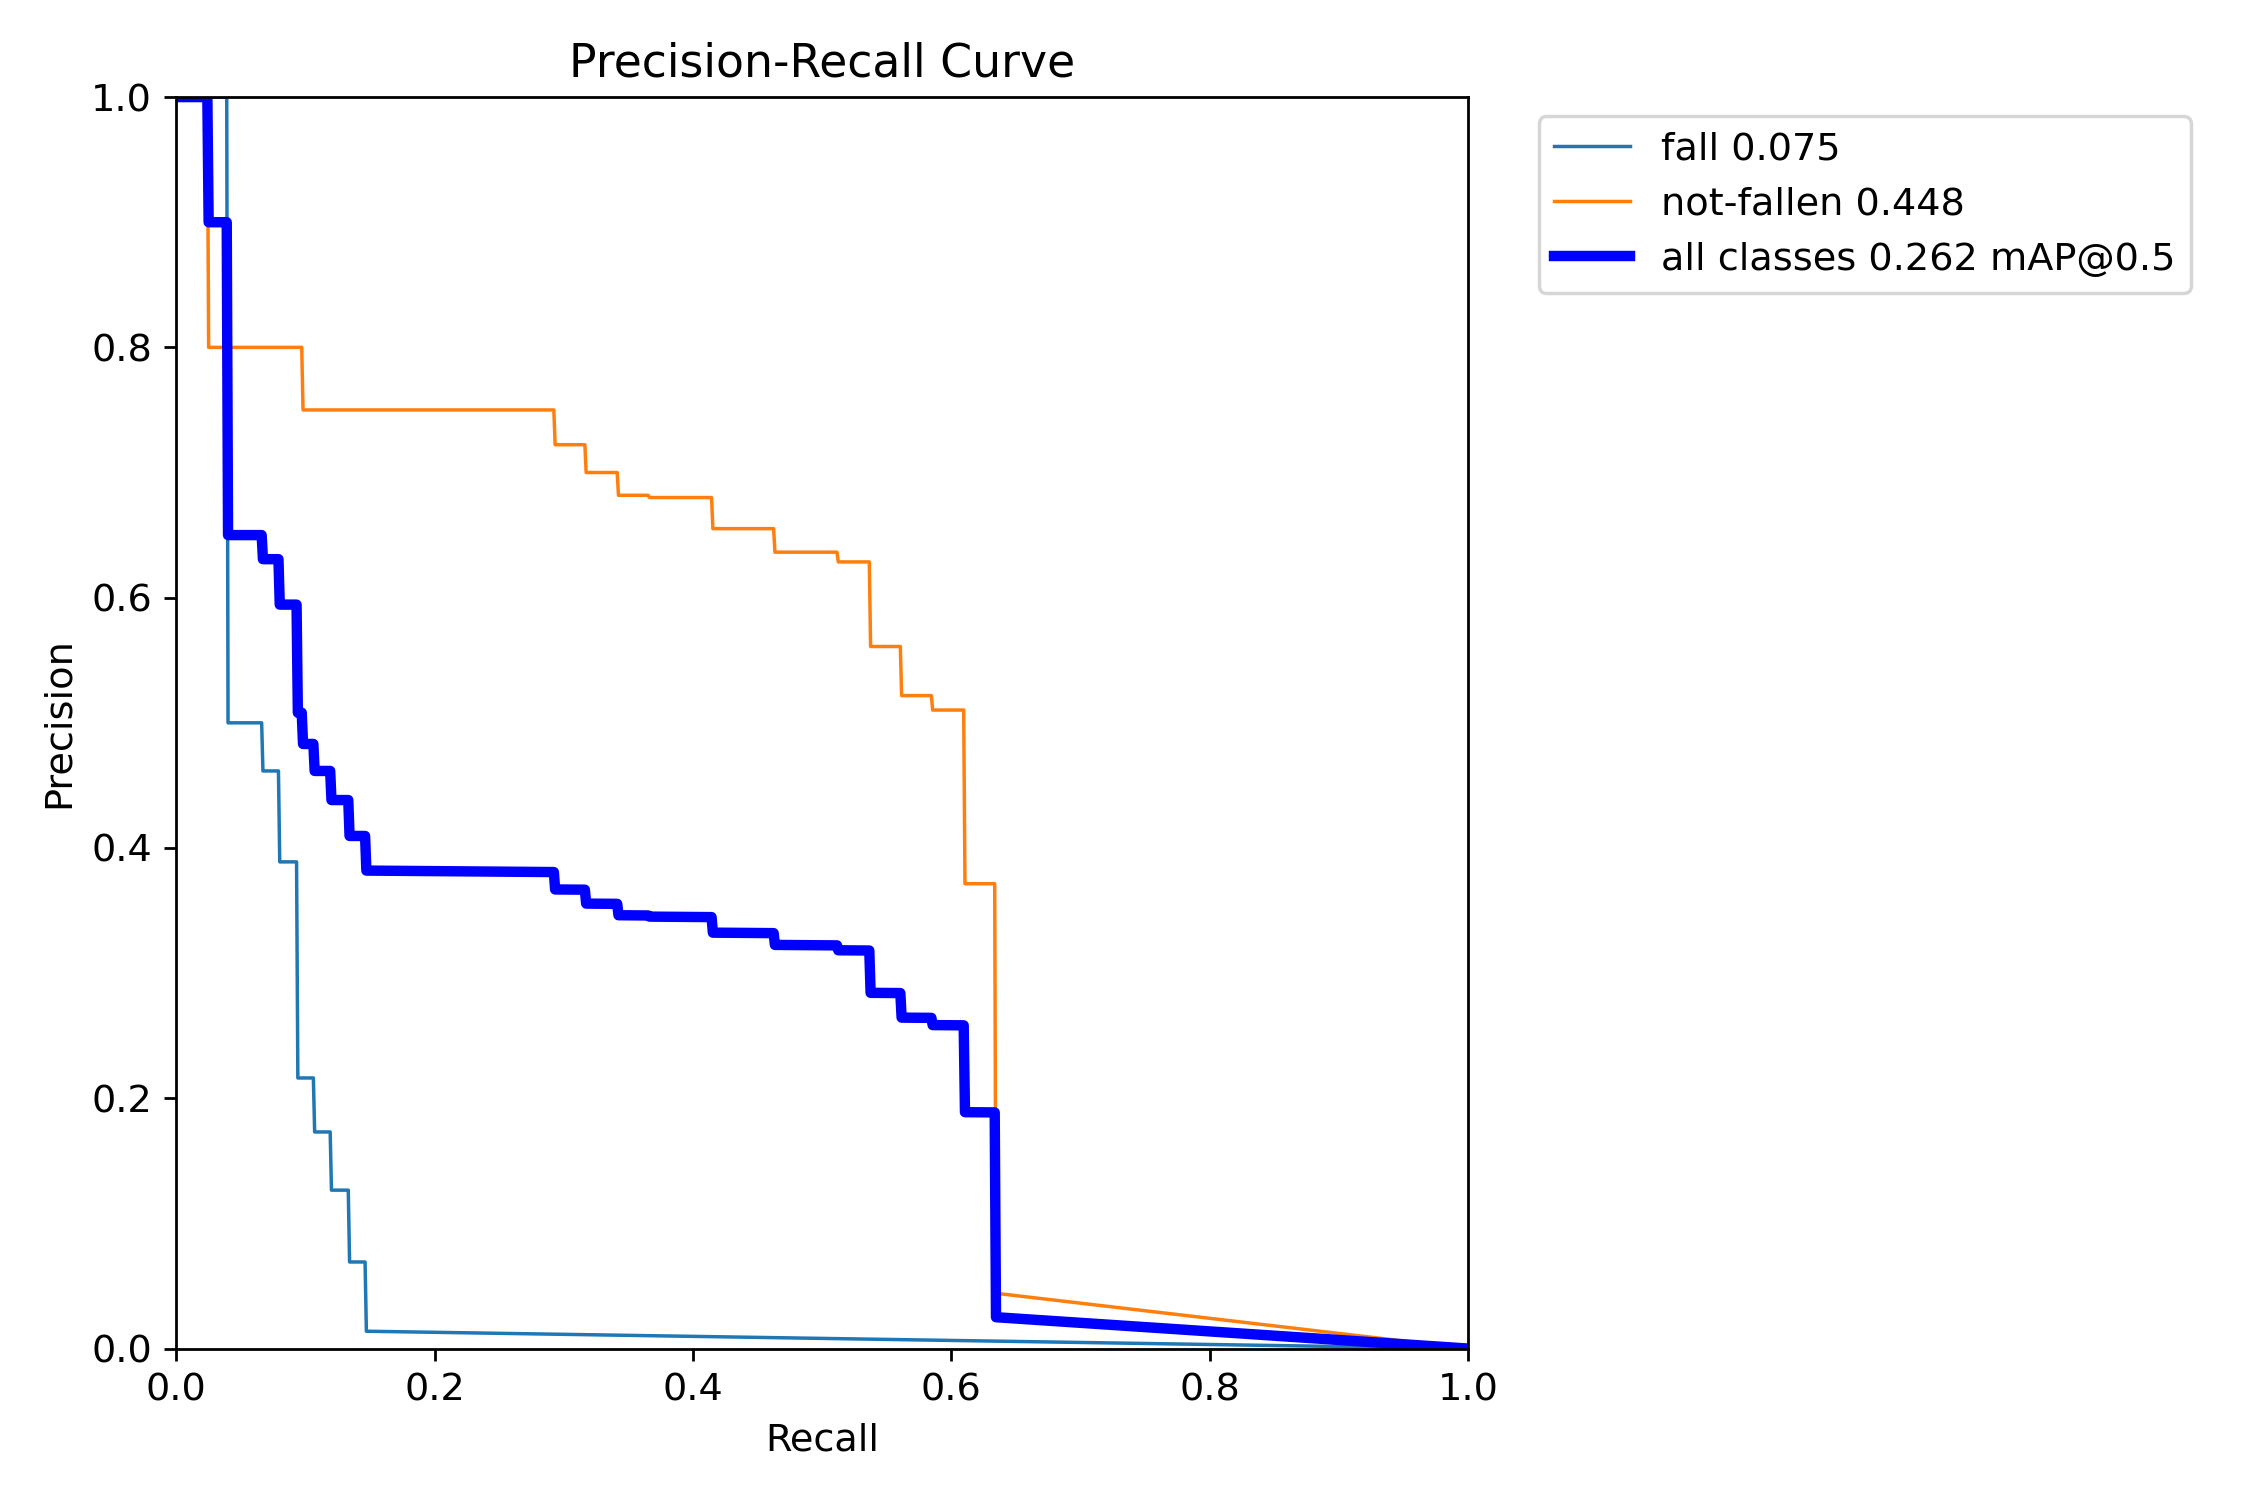 Precision-Recall Curve
1.0
0.8
0.6
0.4
0.2
0.0
Precision
0.0 0.2 0.4 0.6 0.8 1.0
Recall
fall 0.075
not-fallen 0.448
all classes 0.262 mAP@0.5